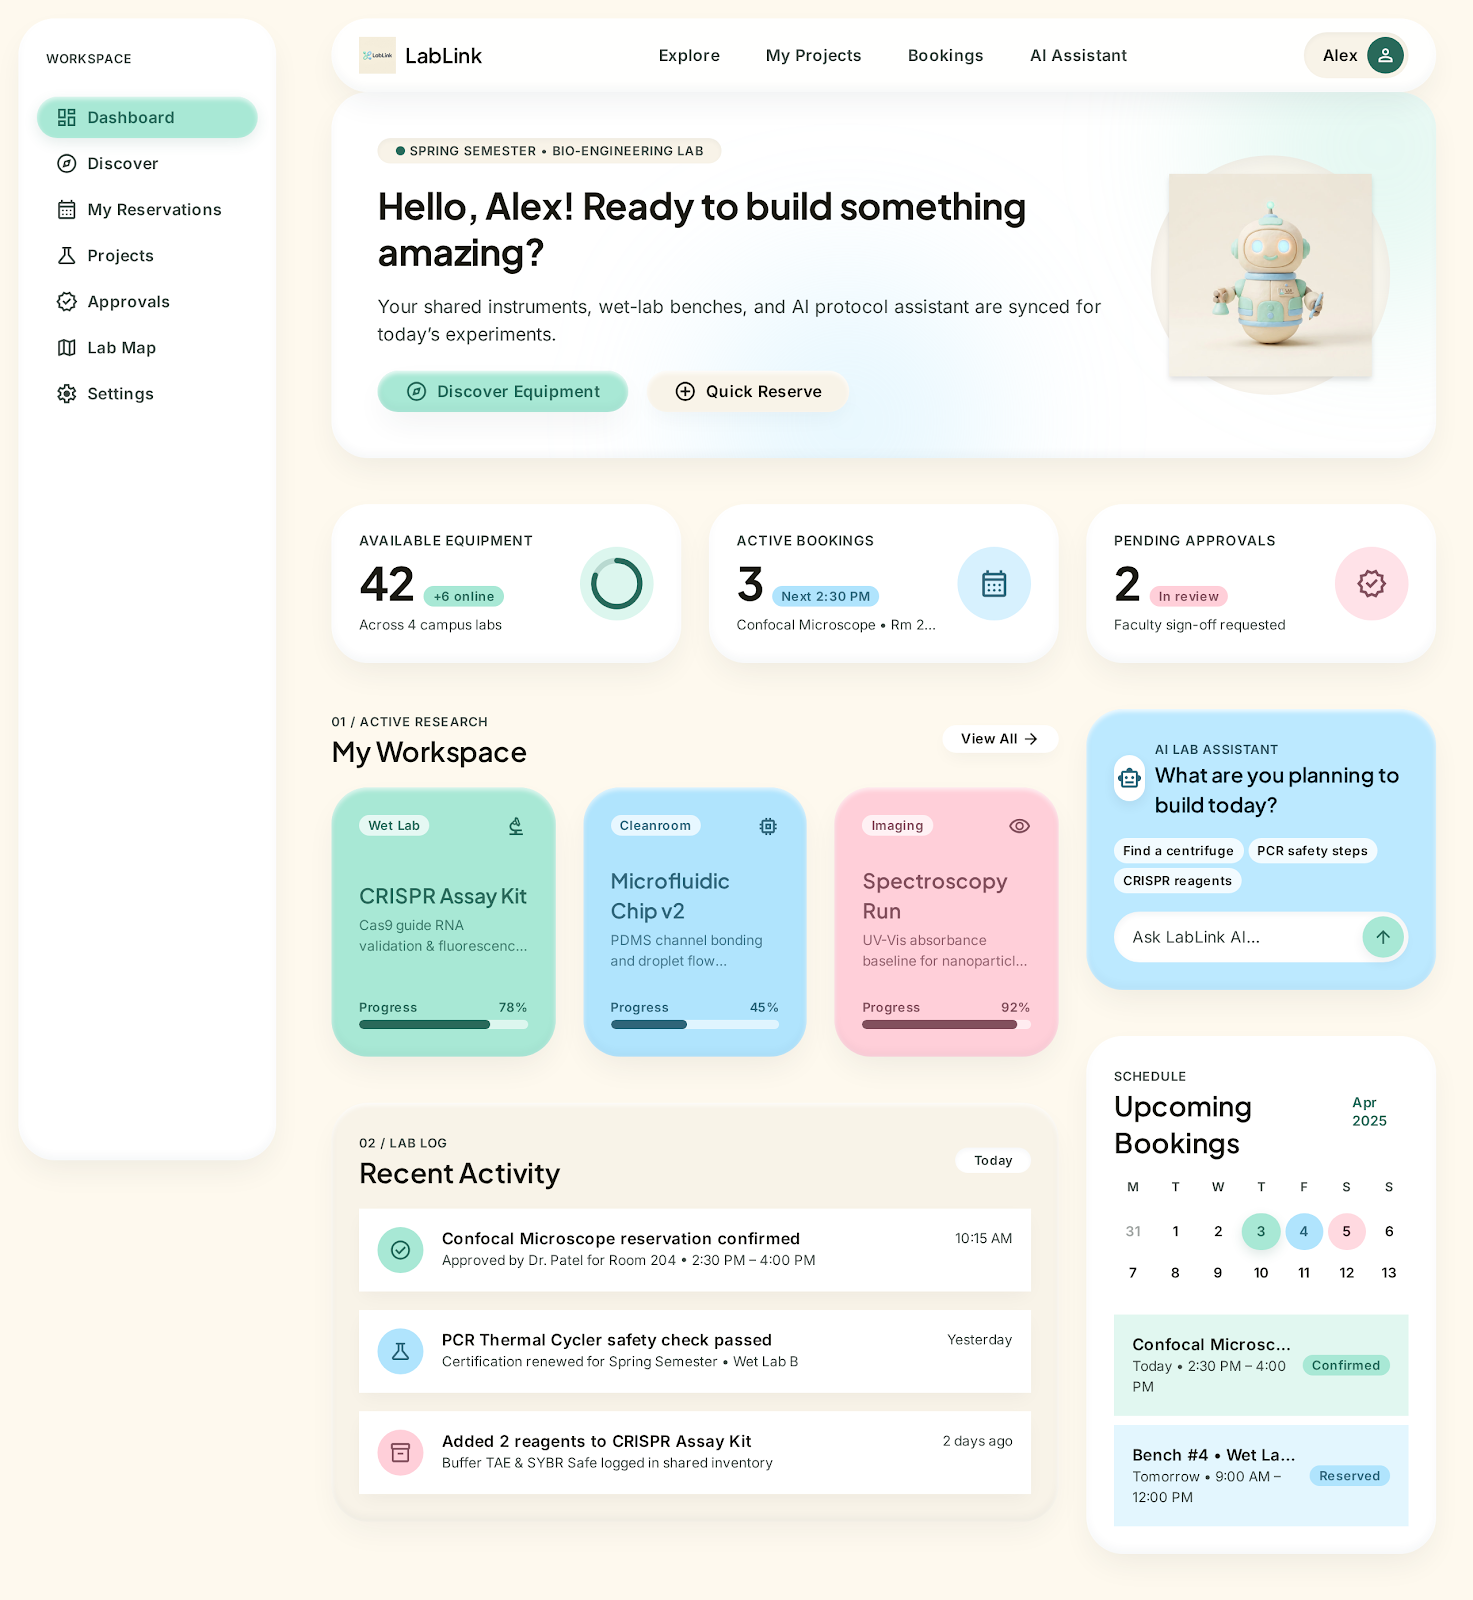 WORKSPACE
Dashboard
Discover
My Reservations
Projects
Approvals
Lab Map
Settings
LabLink
LabLink
Explore
My Projects
Bookings
AI Assistant
Alex
SPRING SEMESTER • BIO-ENGINEERING LAB
Hello, Alex! Ready to build something
amazing?
Your shared instruments, wet-lab benches, and AI protocol assistant are synced for
today's experiments.
Discover Equipment
Quick Reserve
AVAILABLE EQUIPMENT
42 +6 online
Across 4 campus labs
ACTIVE BOOKINGS
3 Next 2:30 PM
Confocal Microscope • Rm 2...
PENDING APPROVALS
2 In review
Faculty sign-off requested
01 / ACTIVE RESEARCH
My Workspace
View All
Wet Lab
CRISPR Assay Kit
Cas9 guide RNA
validation & fluorescenc...
Progress 78%
Cleanroom
Microfluidic
Chip v2
PDMS channel bonding
and droplet flow...
Progress 45%
Imaging
Spectroscopy
Run
UV-Vis absorbance
baseline for nanoparticl...
Progress 92%
AI LAB ASSISTANT
What are you planning to
build today?
Find a centrifuge
PCR safety steps
CRISPR reagents
Ask LabLink AI...
02 / LAB LOG
Recent Activity
Today
Confocal Microscope reservation confirmed
10:15 AM
Approved by Dr. Patel for Room 204 • 2:30 PM – 4:00 PM
PCR Thermal Cycler safety check passed
Yesterday
Certification renewed for Spring Semester • Wet Lab B
Added 2 reagents to CRISPR Assay Kit
2 days ago
Buffer TAE & SYBR Safe logged in shared inventory
SCHEDULE
Upcoming
Bookings
Apr
2025
M T W T F S S
31 1 2 3 4 5 6
7 8 9 10 11 12 13
Confocal Microsc...
Today • 2:30 PM – 4:00
PM
Confirmed
Bench #4 • Wet La...
Tomorrow • 9:00 AM –
12:00 PM
Reserved